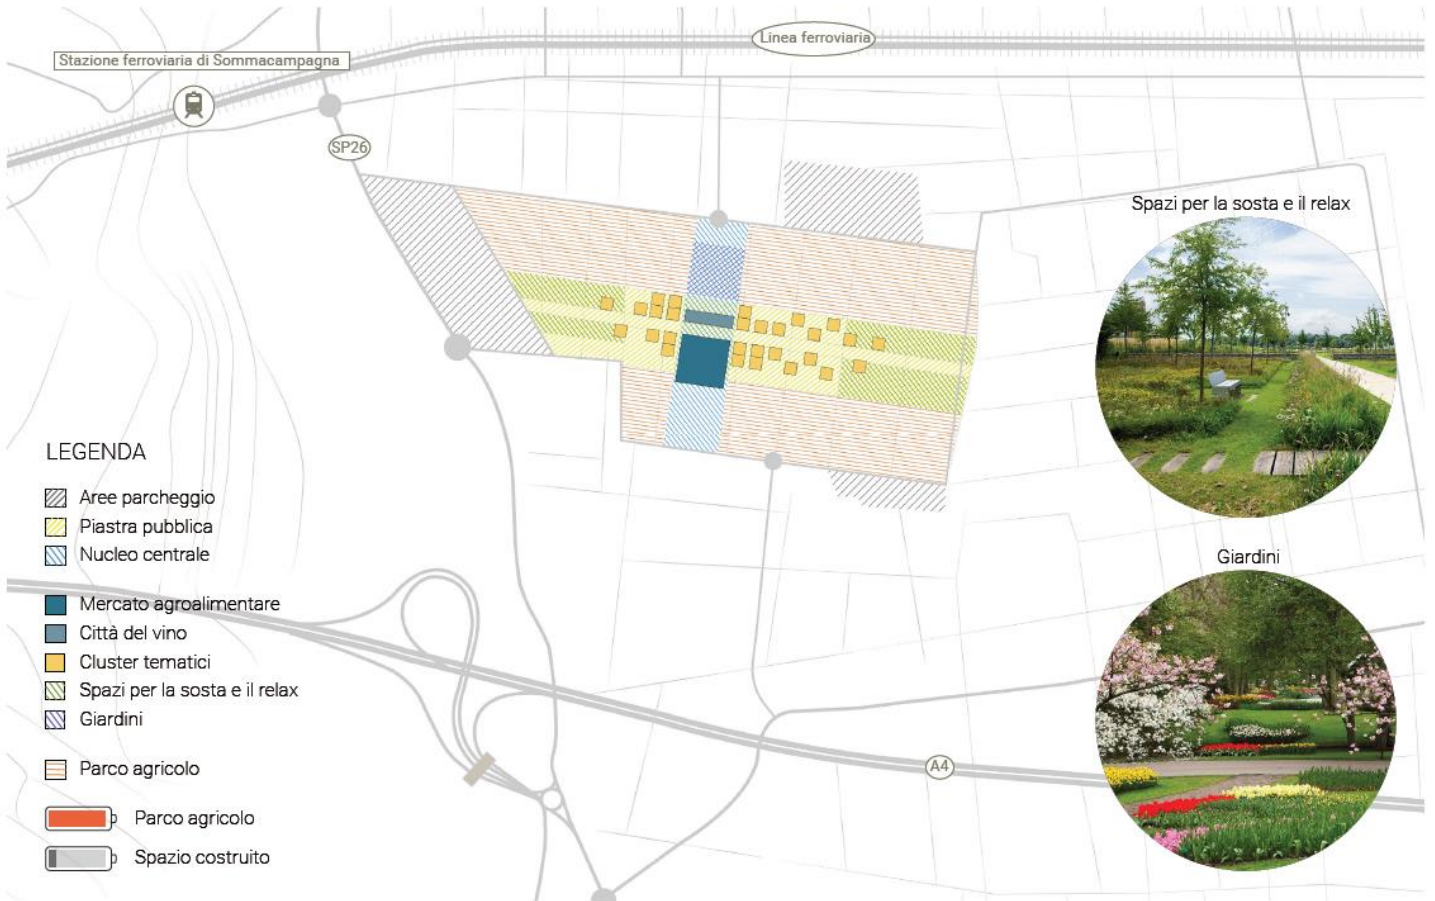 Linea ferroviaria
Stazione ferroviaria di Sommacampagna
SP26
Spazi per la sosta e il relax
LEGENDA
Aree parcheggio
Piastra pubblica
Nucleo centrale
Giardini
Mercato agroalimentare
Città del vino
Cluster tematici
Spazi per la sosta e il relax
Giardini
Parco agricolo
A4
Parco agricolo
Spazio costruito